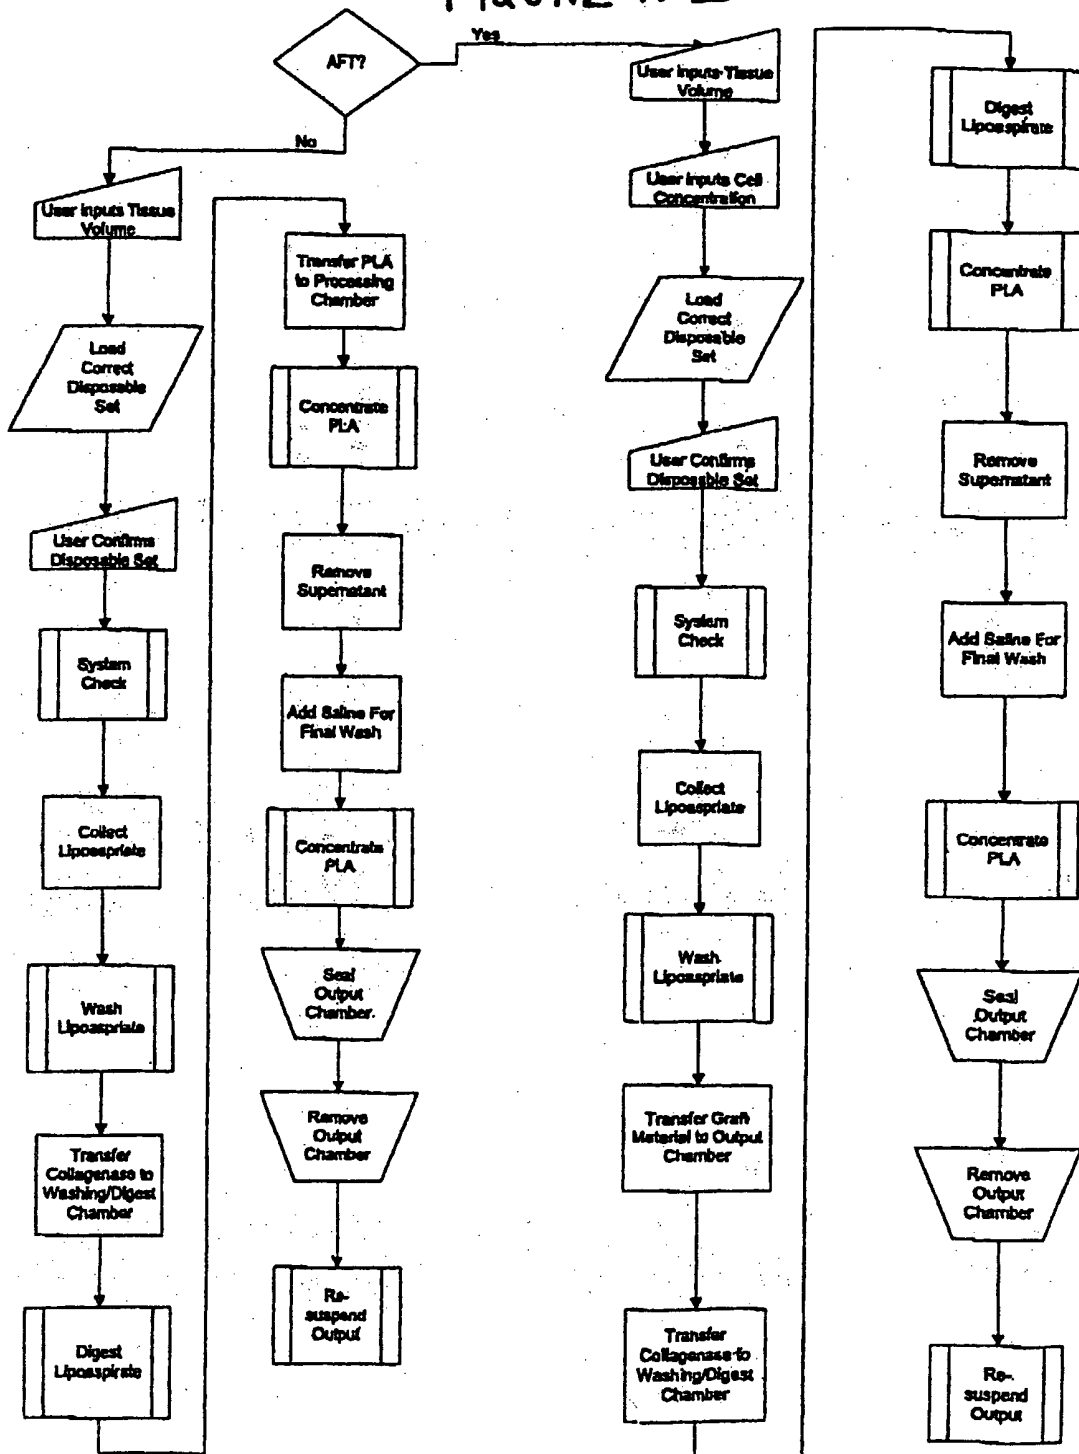 AFT?
Yes
No
User Inputs Tissue
Volume
Load
Correct
Disposable
Set
User Confirms
Disposable Set
System
Check
Collect
Lipoaspriate
Wash
Lipoaspriate
Transfer
Collagenase to
Washing/Digest
Chamber
Digest
Lipoaspirate
Transfer PLA
to Processing
Chamber
Concentrate
PLA
Remove
Supernatant
Add Saline For
Final Wash
Concentrate
PLA
Seal
Output
Chamber
Remove
Output
Chamber
Re-
suspend
Output
User Inputs Tissue
Volume
User Inputs Cell
Concentration
Load
Correct
Disposable
Set
User Confirms
Disposable Set
System
Check
Collect
Lipoaspriate
Wash
Lipoaspriate
Transfer Graft
Material to Output
Chamber
Transfer
Collagenase to
Washing/Digest
Chamber
Digest
Lipoaspirate
Concentrate
PLA
Remove
Supernatant
Add Saline For
Final Wash
Concentrate
PLA
Seal
Output
Chamber
Remove
Output
Chamber
Re-
suspend
Output